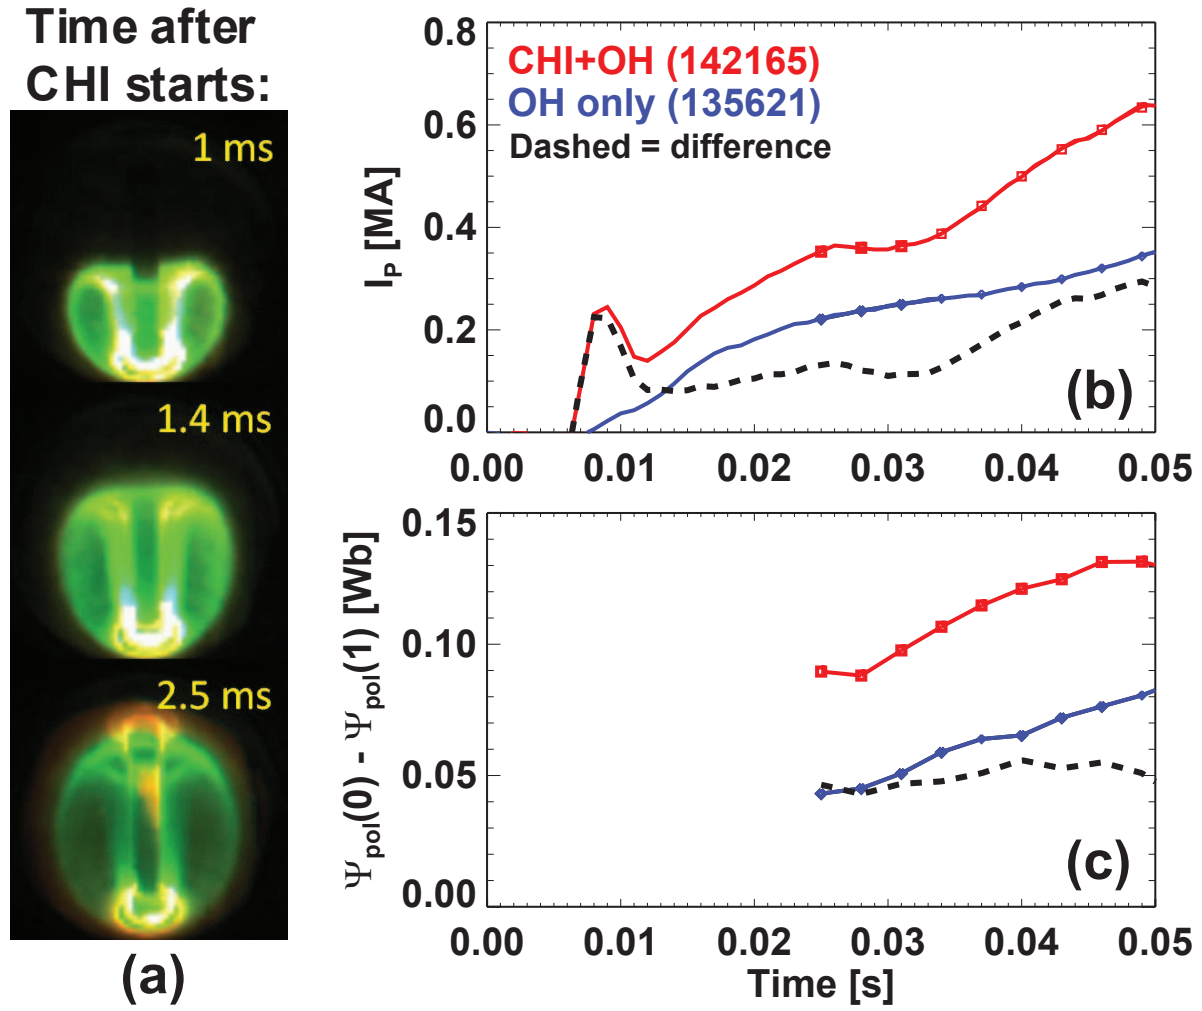 Time after
CHI starts:
1 ms
1.4 ms
2.5 ms
(a)
CHI+OH (142165)
OH only (135621)
Dashed = difference
I_P [MA]
0.8
0.6
0.4
0.2
0.0
(b)
0.00 0.01 0.02 0.03 0.04 0.05
Ψ_pol(0) - Ψ_pol(1) [Wb]
0.15
0.10
0.05
0.00
(c)
0.00 0.01 0.02 0.03 0.04 0.05
Time [s]